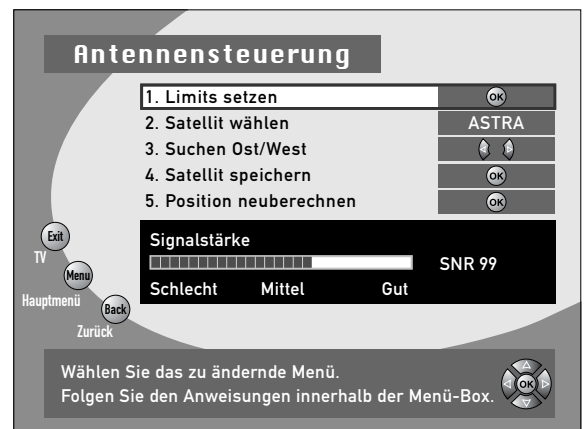 Antennensteuerung
1. Limits setzen OK
2. Satellit wählen ASTRA
3. Suchen Ost/West
4. Satellit speichern OK
5. Position neuberechnen OK
Exit
TV
Menu
Hauptmenü
Back
Zurück
Signalstärke
SNR 99
Schlecht Mittel Gut
Wählen Sie das zu ändernde Menü.
Folgen Sie den Anweisungen innerhalb der Menü-Box.
OK